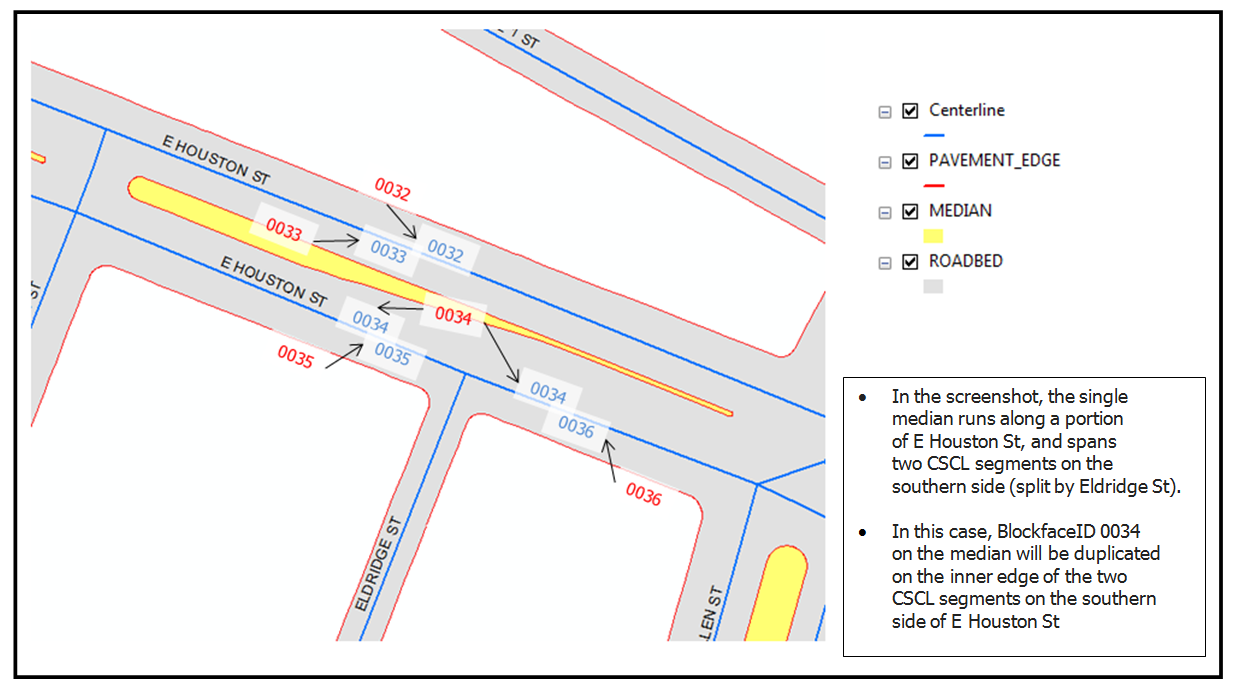 T ST
E HOUSTON ST
0032
0033
0033
0032
E HOUSTON ST
0034
0034
0035
0035
0034
0036
0036
ST
ELDRIDGE ST
LEN ST
Centerline
PAVEMENT_EDGE
MEDIAN
ROADBED
• In the screenshot, the single
median runs along a portion
of E Houston St, and spans
two CSCL segments on the
southern side (split by Eldridge St).
• In this case, BlockfaceID 0034
on the median will be duplicated
on the inner edge of the two
CSCL segments on the southern
side of E Houston St